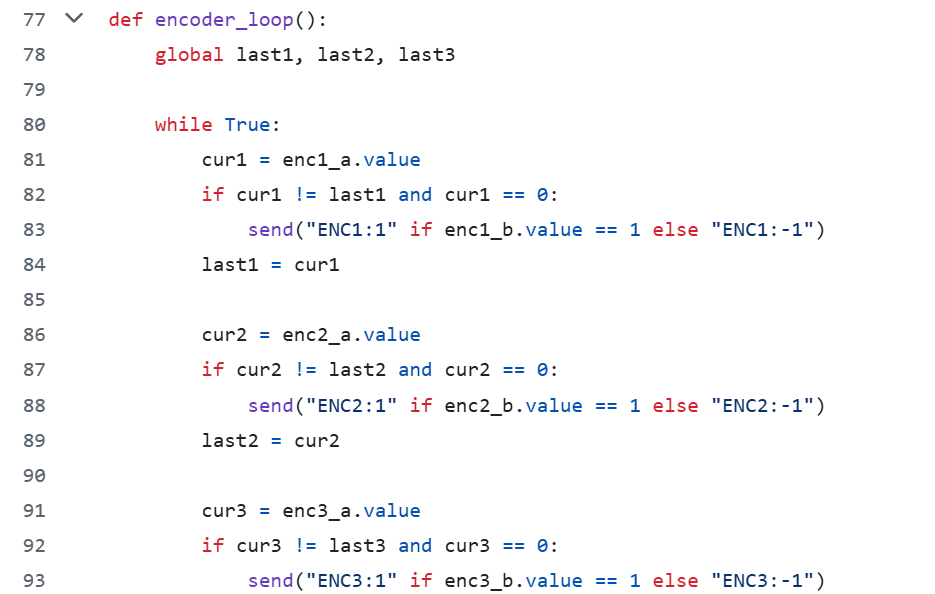 77 def encoder_loop():
78 global last1, last2, last3
79
80 while True:
81 cur1 = enc1_a.value
82 if cur1 != last1 and cur1 == 0:
83 send("ENC1:1" if enc1_b.value == 1 else "ENC1:-1")
84 last1 = cur1
85
86 cur2 = enc2_a.value
87 if cur2 != last2 and cur2 == 0:
88 send("ENC2:1" if enc2_b.value == 1 else "ENC2:-1")
89 last2 = cur2
90
91 cur3 = enc3_a.value
92 if cur3 != last3 and cur3 == 0:
93 send("ENC3:1" if enc3_b.value == 1 else "ENC3:-1")